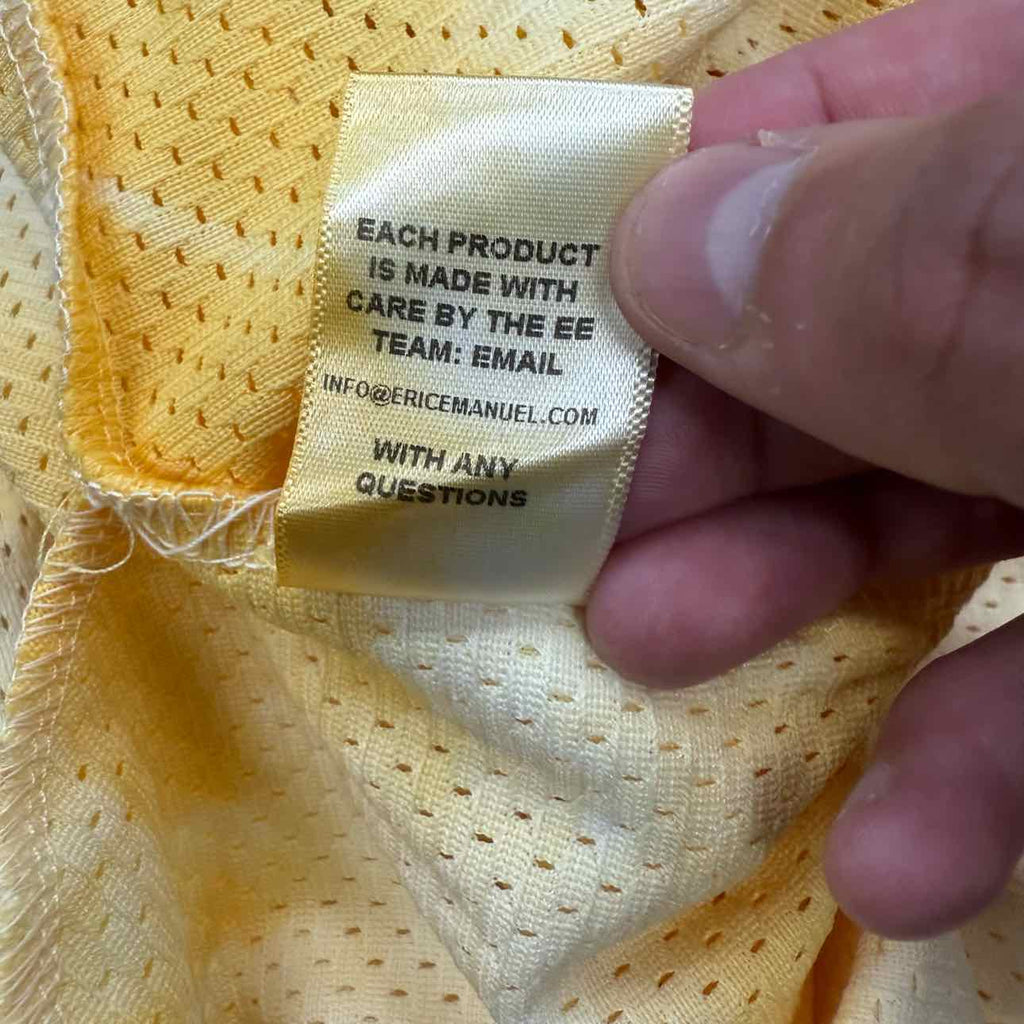 EACH PRODUCT
IS MADE WITH
CARE BY THE EE
TEAM: EMAIL
INFO@ERICEMANUEL.COM
WITH ANY
QUESTIONS